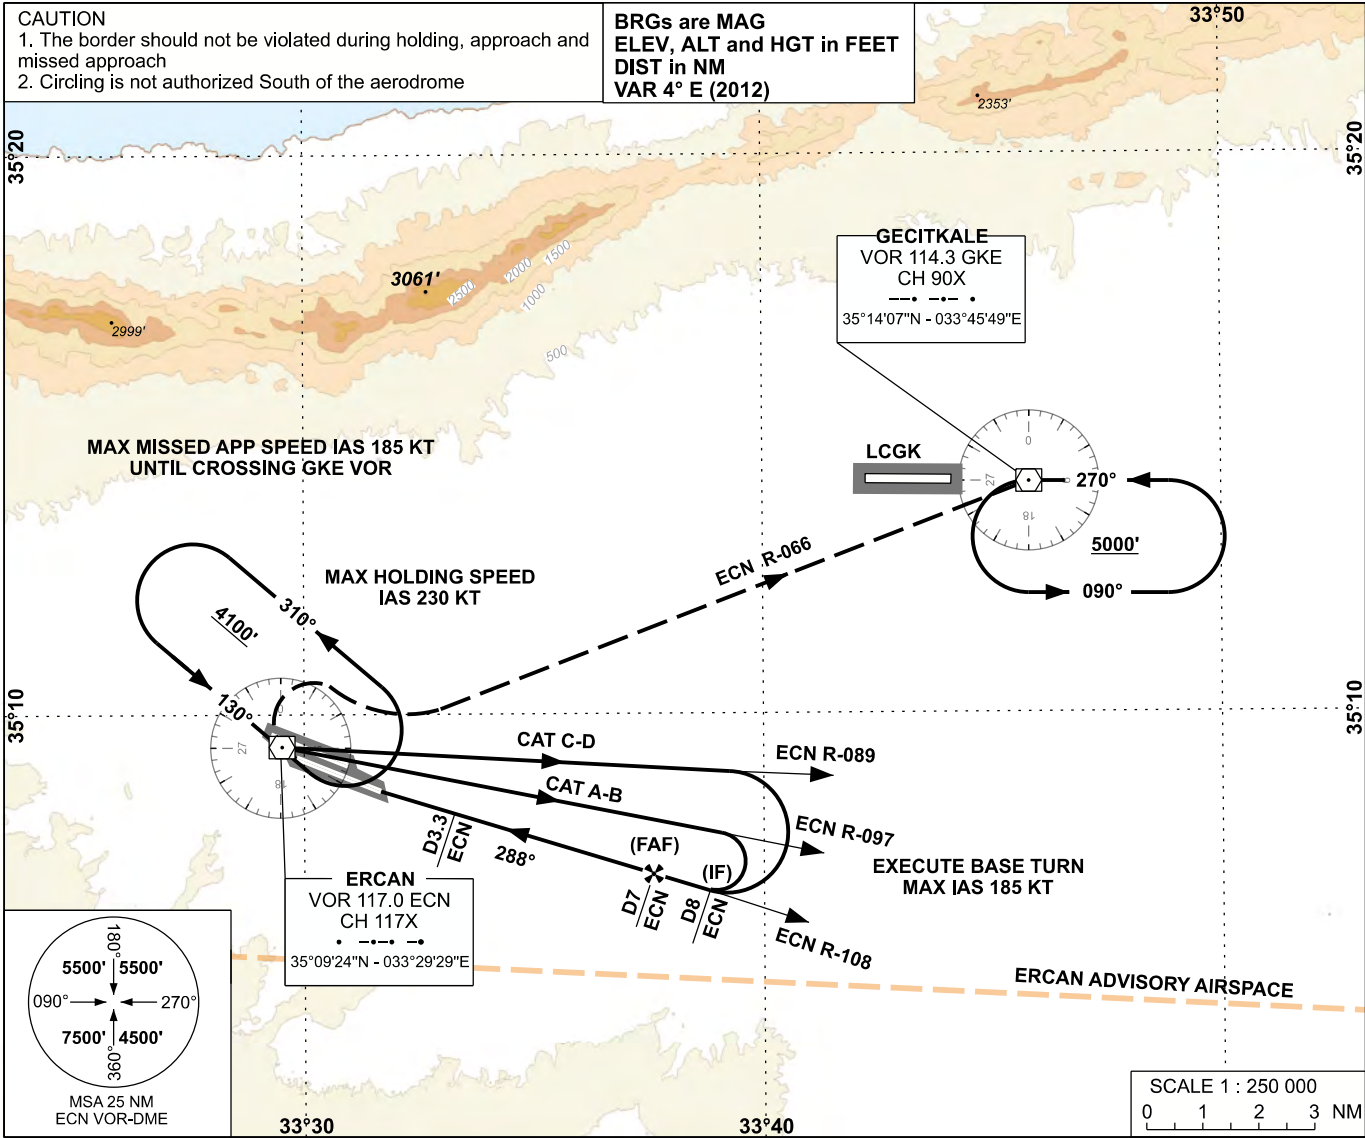 CAUTION
1. The border should not be violated during holding, approach and
missed approach
2. Circling is not authorized South of the aerodrome
BRGs are MAG
ELEV, ALT and HGT in FEET
DIST in NM
VAR 4° E (2012)
33°50
2353'
35°20
35°20
GECITKALE
VOR 114.3 GKE
CH 90X
35°14'07"N - 033°45'49"E
3061'
2999'
2500
2000
1500
1000
500
MAX MISSED APP SPEED IAS 185 KT
UNTIL CROSSING GKE VOR
LCGK
0
27
18
270°
5000'
090°
ECN R-066
MAX HOLDING SPEED
IAS 230 KT
310°
4100'
130°
35°10
35°10
0
27
18
CAT C-D
ECN R-089
CAT A-B
ECN R-097
D3.3
ECN
288°
(FAF)
(IF)
D7
ECN
D8
ECN
EXECUTE BASE TURN
MAX IAS 185 KT
ECN R-108
ERCAN
VOR 117.0 ECN
CH 117X
35°09'24"N - 033°29'29"E
ERCAN ADVISORY AIRSPACE
180°
5500' 5500'
090° 270°
7500' 4500'
360°
MSA 25 NM
ECN VOR-DME
33°30
33°40
SCALE 1 : 250 000
0 1 2 3 NM